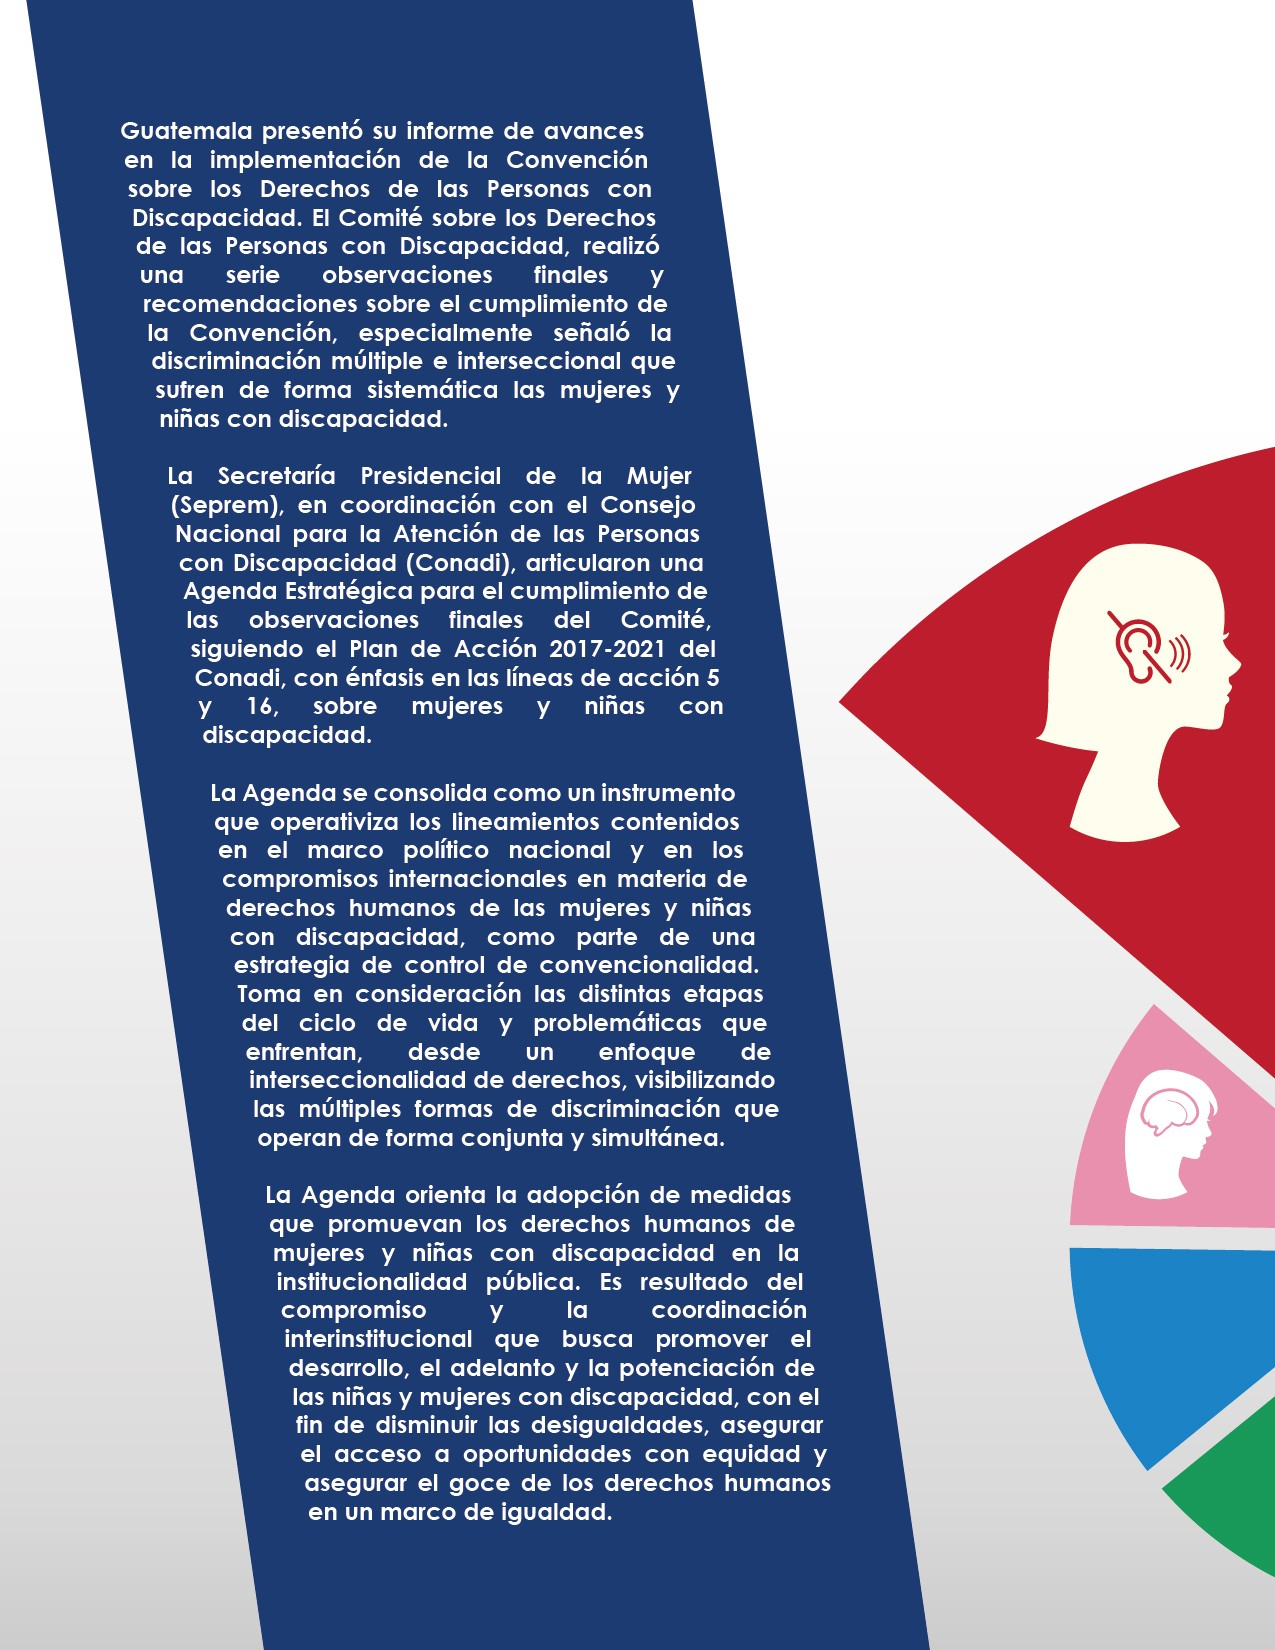 Guatemala presentó su informe de avances
en la implementación de la Convención
sobre los Derechos de las Personas con
Discapacidad. El Comité sobre los Derechos
de las Personas con Discapacidad, realizó
una serie observaciones finales y
recomendaciones sobre el cumplimiento de
la Convención, especialmente señaló la
discriminación múltiple e interseccional que
sufren de forma sistemática las mujeres y
niñas con discapacidad.
La Secretaría Presidencial de la Mujer
(Seprem), en coordinación con el Consejo
Nacional para la Atención de las Personas
con Discapacidad (Conadi), articularon una
Agenda Estratégica para el cumplimiento de
las observaciones finales del Comité,
siguiendo el Plan de Acción 2017-2021 del
Conadi, con énfasis en las líneas de acción 5
y 16, sobre mujeres y niñas con
discapacidad.
La Agenda se consolida como un instrumento
que operativiza los lineamientos contenidos
en el marco político nacional y en los
compromisos internacionales en materia de
derechos humanos de las mujeres y niñas
con discapacidad, como parte de una
estrategia de control de convencionalidad.
Toma en consideración las distintas etapas
del ciclo de vida y problemáticas que
enfrentan, desde un enfoque de
interseccionalidad de derechos, visibilizando
las múltiples formas de discriminación que
operan de forma conjunta y simultánea.
La Agenda orienta la adopción de medidas
que promuevan los derechos humanos de
mujeres y niñas con discapacidad en la
institucionalidad pública. Es resultado del
compromiso y la coordinación
interinstitucional que busca promover el
desarrollo, el adelanto y la potenciación de
las niñas y mujeres con discapacidad, con el
fin de disminuir las desigualdades, asegurar
el acceso a oportunidades con equidad y
asegurar el goce de los derechos humanos
en un marco de igualdad.